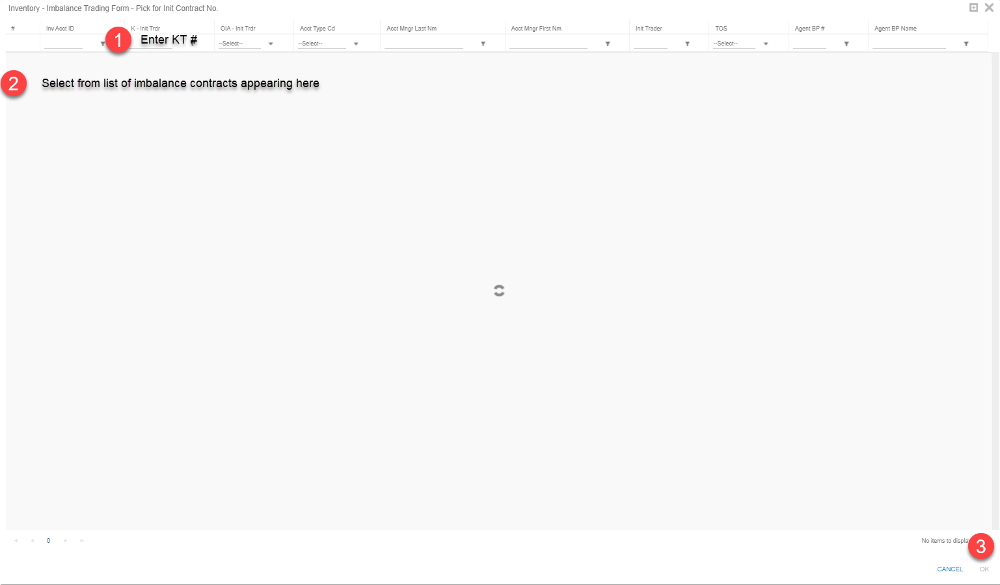 Inventory - Imbalance Trading Form - Pick for Init Contract No.
# Inv Acct ID K - Init Trdr OIA - Init Trdr Acct Type Cd Acct Mngr Last Nm Acct Mngr First Nm Init Trader TOS Agent BP # Agent BP Name
1 Enter KT # --Select-- --Select-- --Select--
2 Select from list of imbalance contracts appearing here
0 No items to display
3
CANCEL OK